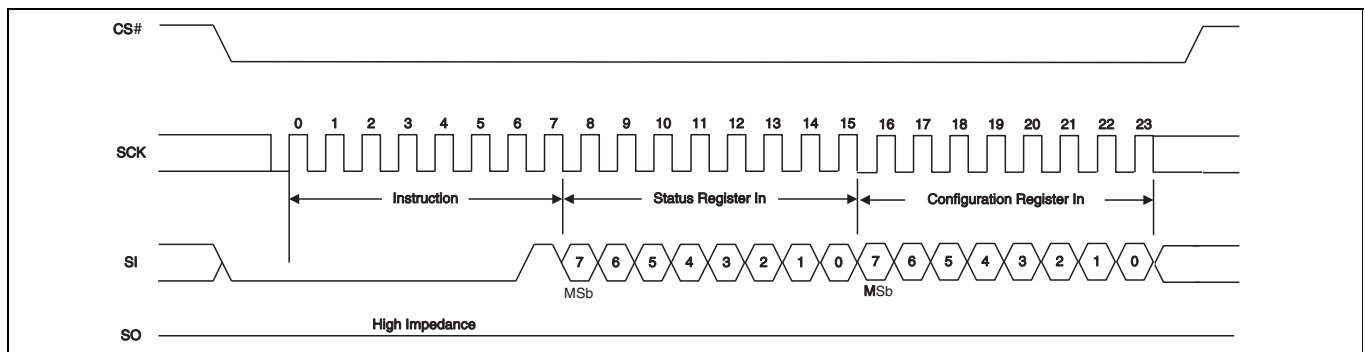 CS#
0 1 2 3 4 5 6 7 8 9 10 11 12 13 14 15 16 17 18 19 20 21 22 23
SCK
Instruction Status Register In Configuration Register In
SI 7 6 5 4 3 2 1 0 7 6 5 4 3 2 1 0
MSb MSb
High Impedance
SO